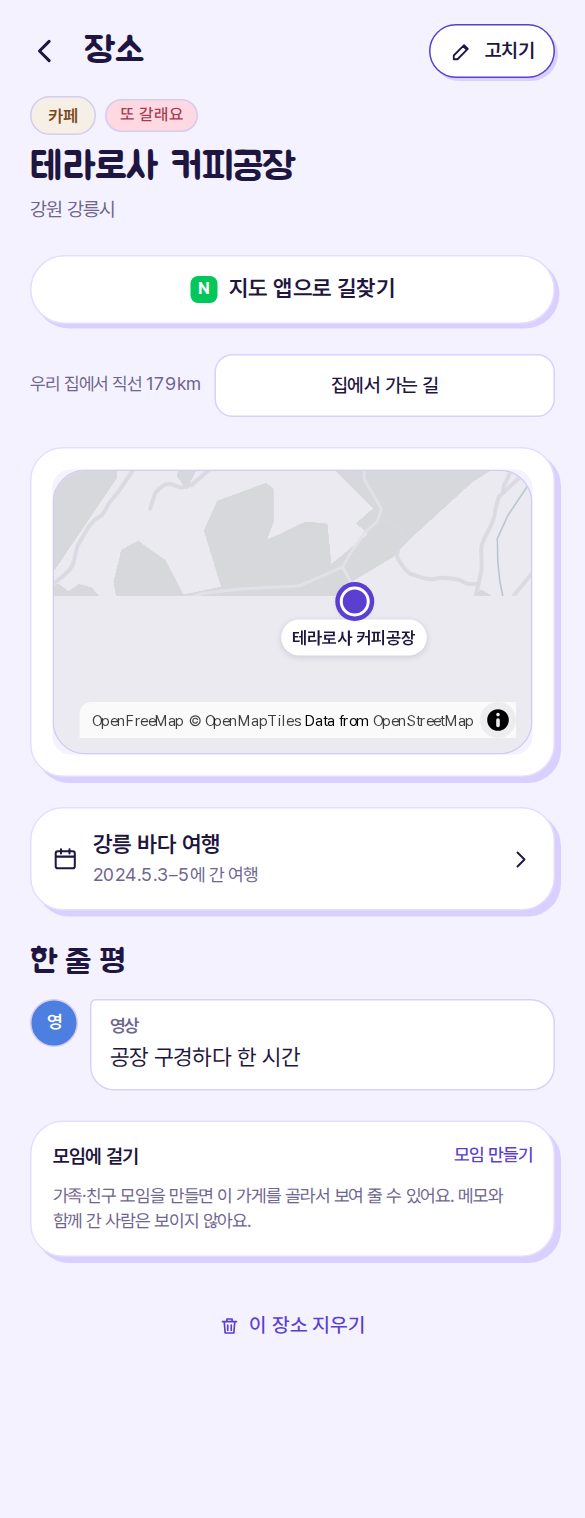 장소
고치기
카페
또 갈래요
테라로사 커피공장
강원 강릉시
N 지도 앱으로 길찾기
우리 집에서 직선 179km
집에서 가는 길
테라로사 커피공장
OpenFreeMap © OpenMapTiles Data from OpenStreetMap
강릉 바다 여행
2024.5.3–5에 간 여행
한 줄 평
영
영상
공장 구경하다 한 시간
모임에 걸기
모임 만들기
가족·친구 모임을 만들면 이 가게를 골라서 보여 줄 수 있어요. 메모와
함께 간 사람은 보이지 않아요.
이 장소 지우기